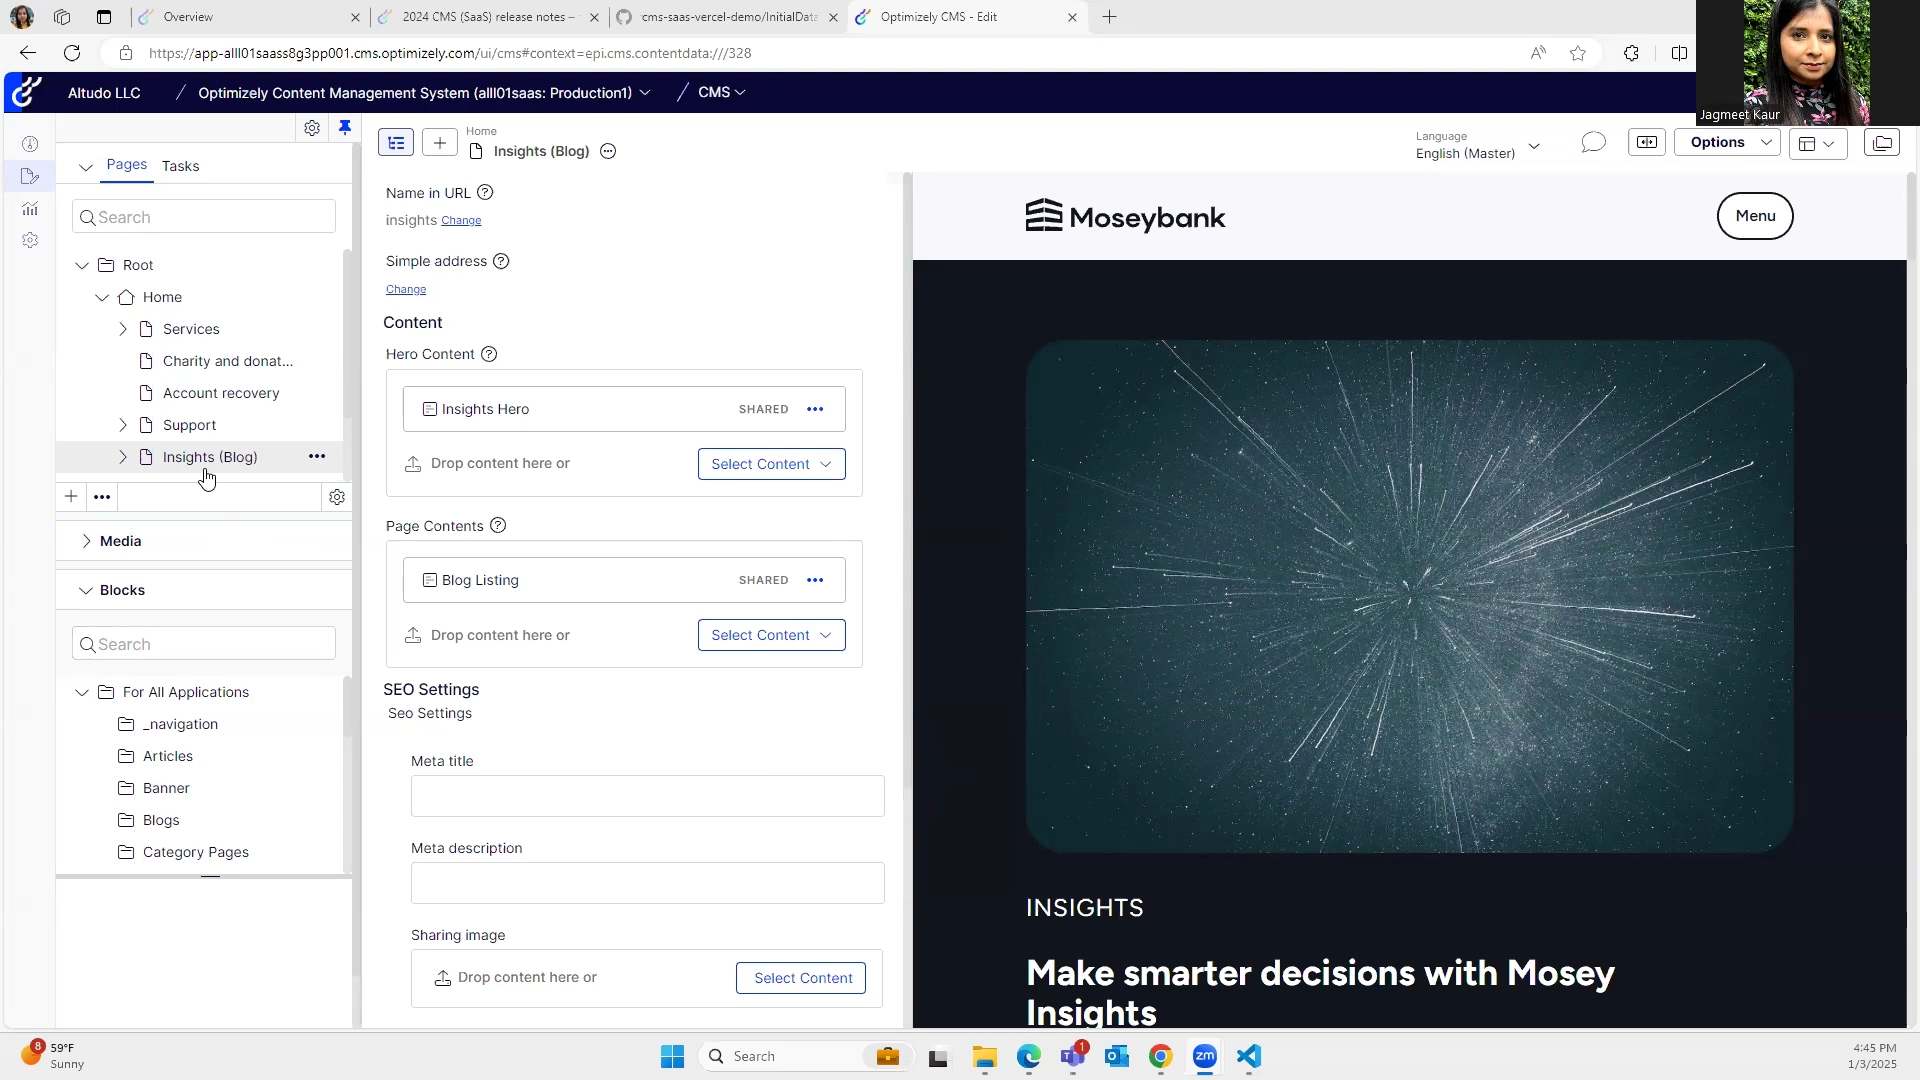 Overview
2024 CMS (SaaS) release notes –
cms-saas-vercel-demo/InitialData
Optimizely CMS - Edit
https://app-alll01saass8g3pp001.cms.optimizely.com/ui/cms#context=epi.cms.contentdata:///328
Altudo LLC / Optimizely Content Management System (alll01saas: Production1) / CMS
Jagmeet Kaur
Pages Tasks
Search
Root
Home
Services
Charity and donat...
Account recovery
Support
Insights (Blog)
Media
Blocks
Search
For All Applications
_navigation
Articles
Banner
Blogs
Category Pages
Home
Insights (Blog)
Language
English (Master)
Options
Name in URL
insights Change
Simple address
Change
Content
Hero Content
Insights Hero SHARED
Drop content here or Select Content
Page Contents
Blog Listing SHARED
Drop content here or Select Content
SEO Settings
Seo Settings
Meta title
Meta description
Sharing image
Drop content here or Select Content
Moseybank
Menu
INSIGHTS
Make smarter decisions with Mosey
Insights
8
59°F
Sunny
Search
1
zm
4:45 PM
1/3/2025